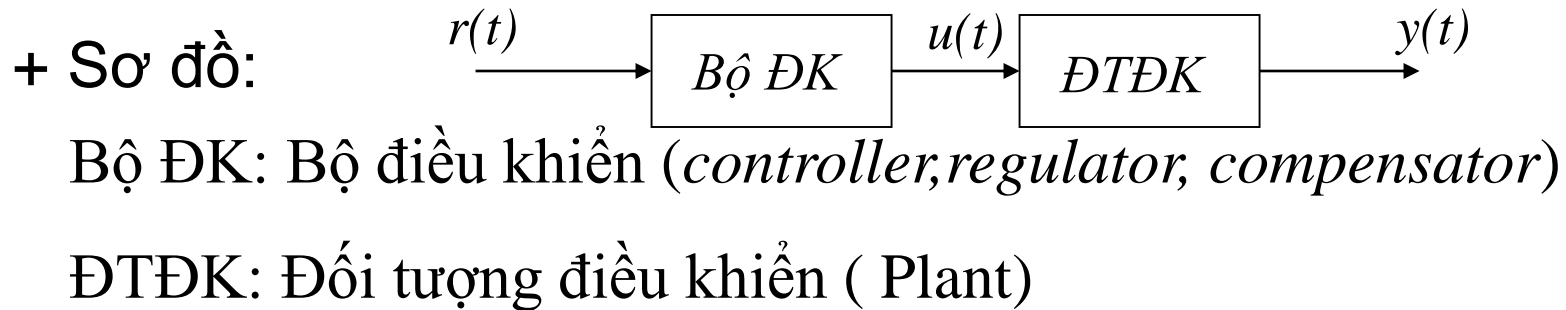 r(t) u(t) y(t)
+ Sơ đồ: Bộ ĐK ĐTĐK
Bộ ĐK: Bộ điều khiển (controller,regulator, compensator)
ĐTĐK: Đối tượng điều khiển ( Plant)